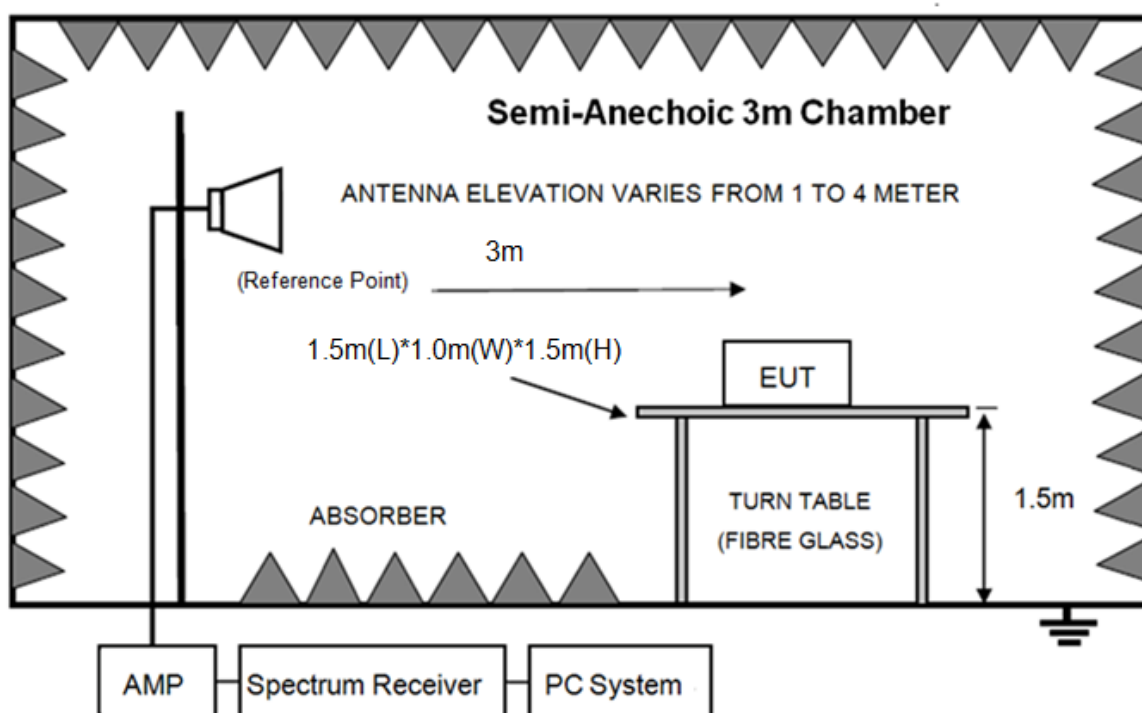 Semi-Anechoic 3m Chamber
ANTENNA ELEVATION VARIES FROM 1 TO 4 METER
3m
(Reference Point)
1.5m(L)*1.0m(W)*1.5m(H)
EUT
1.5m
TURN TABLE
(FIBRE GLASS)
ABSORBER
AMP
Spectrum Receiver
PC System